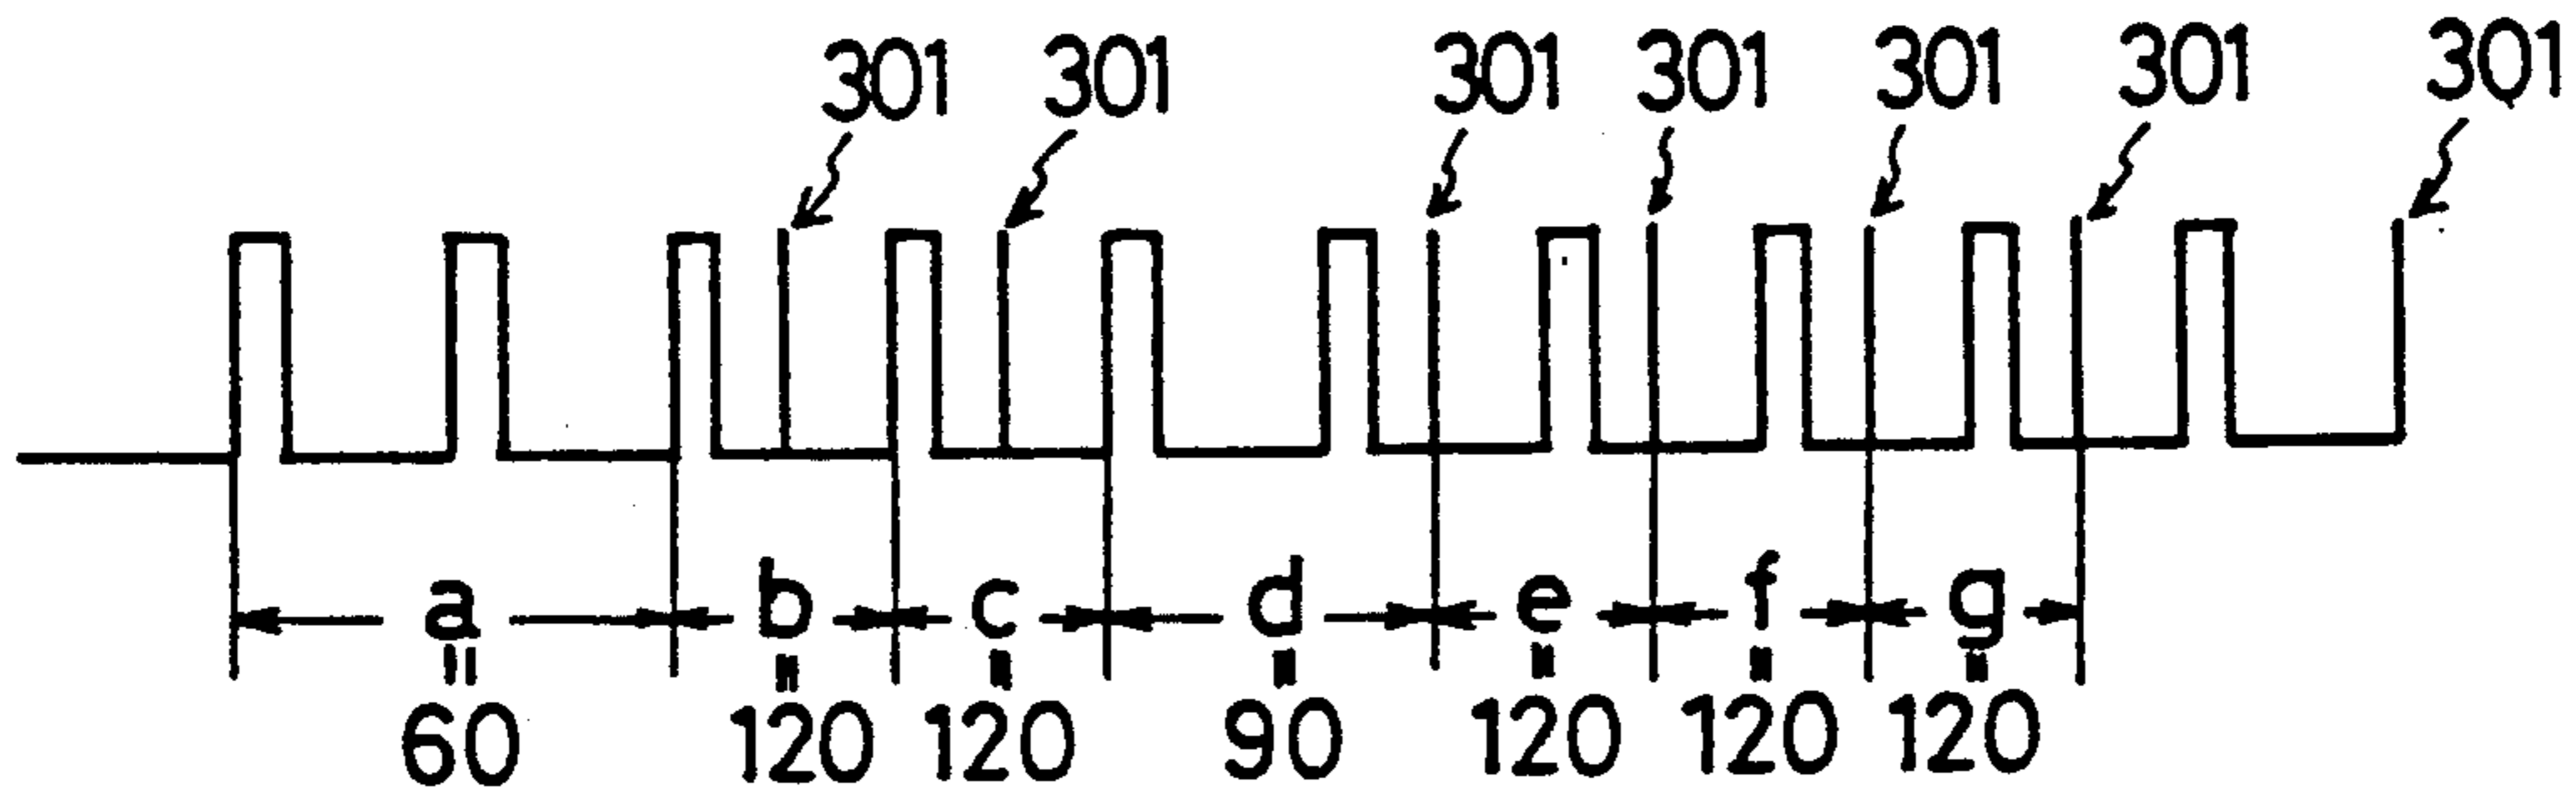 301 301 301 301 301 301 301
a b c d e f g
= = = = = = =
60 120 120 90 120 120 120